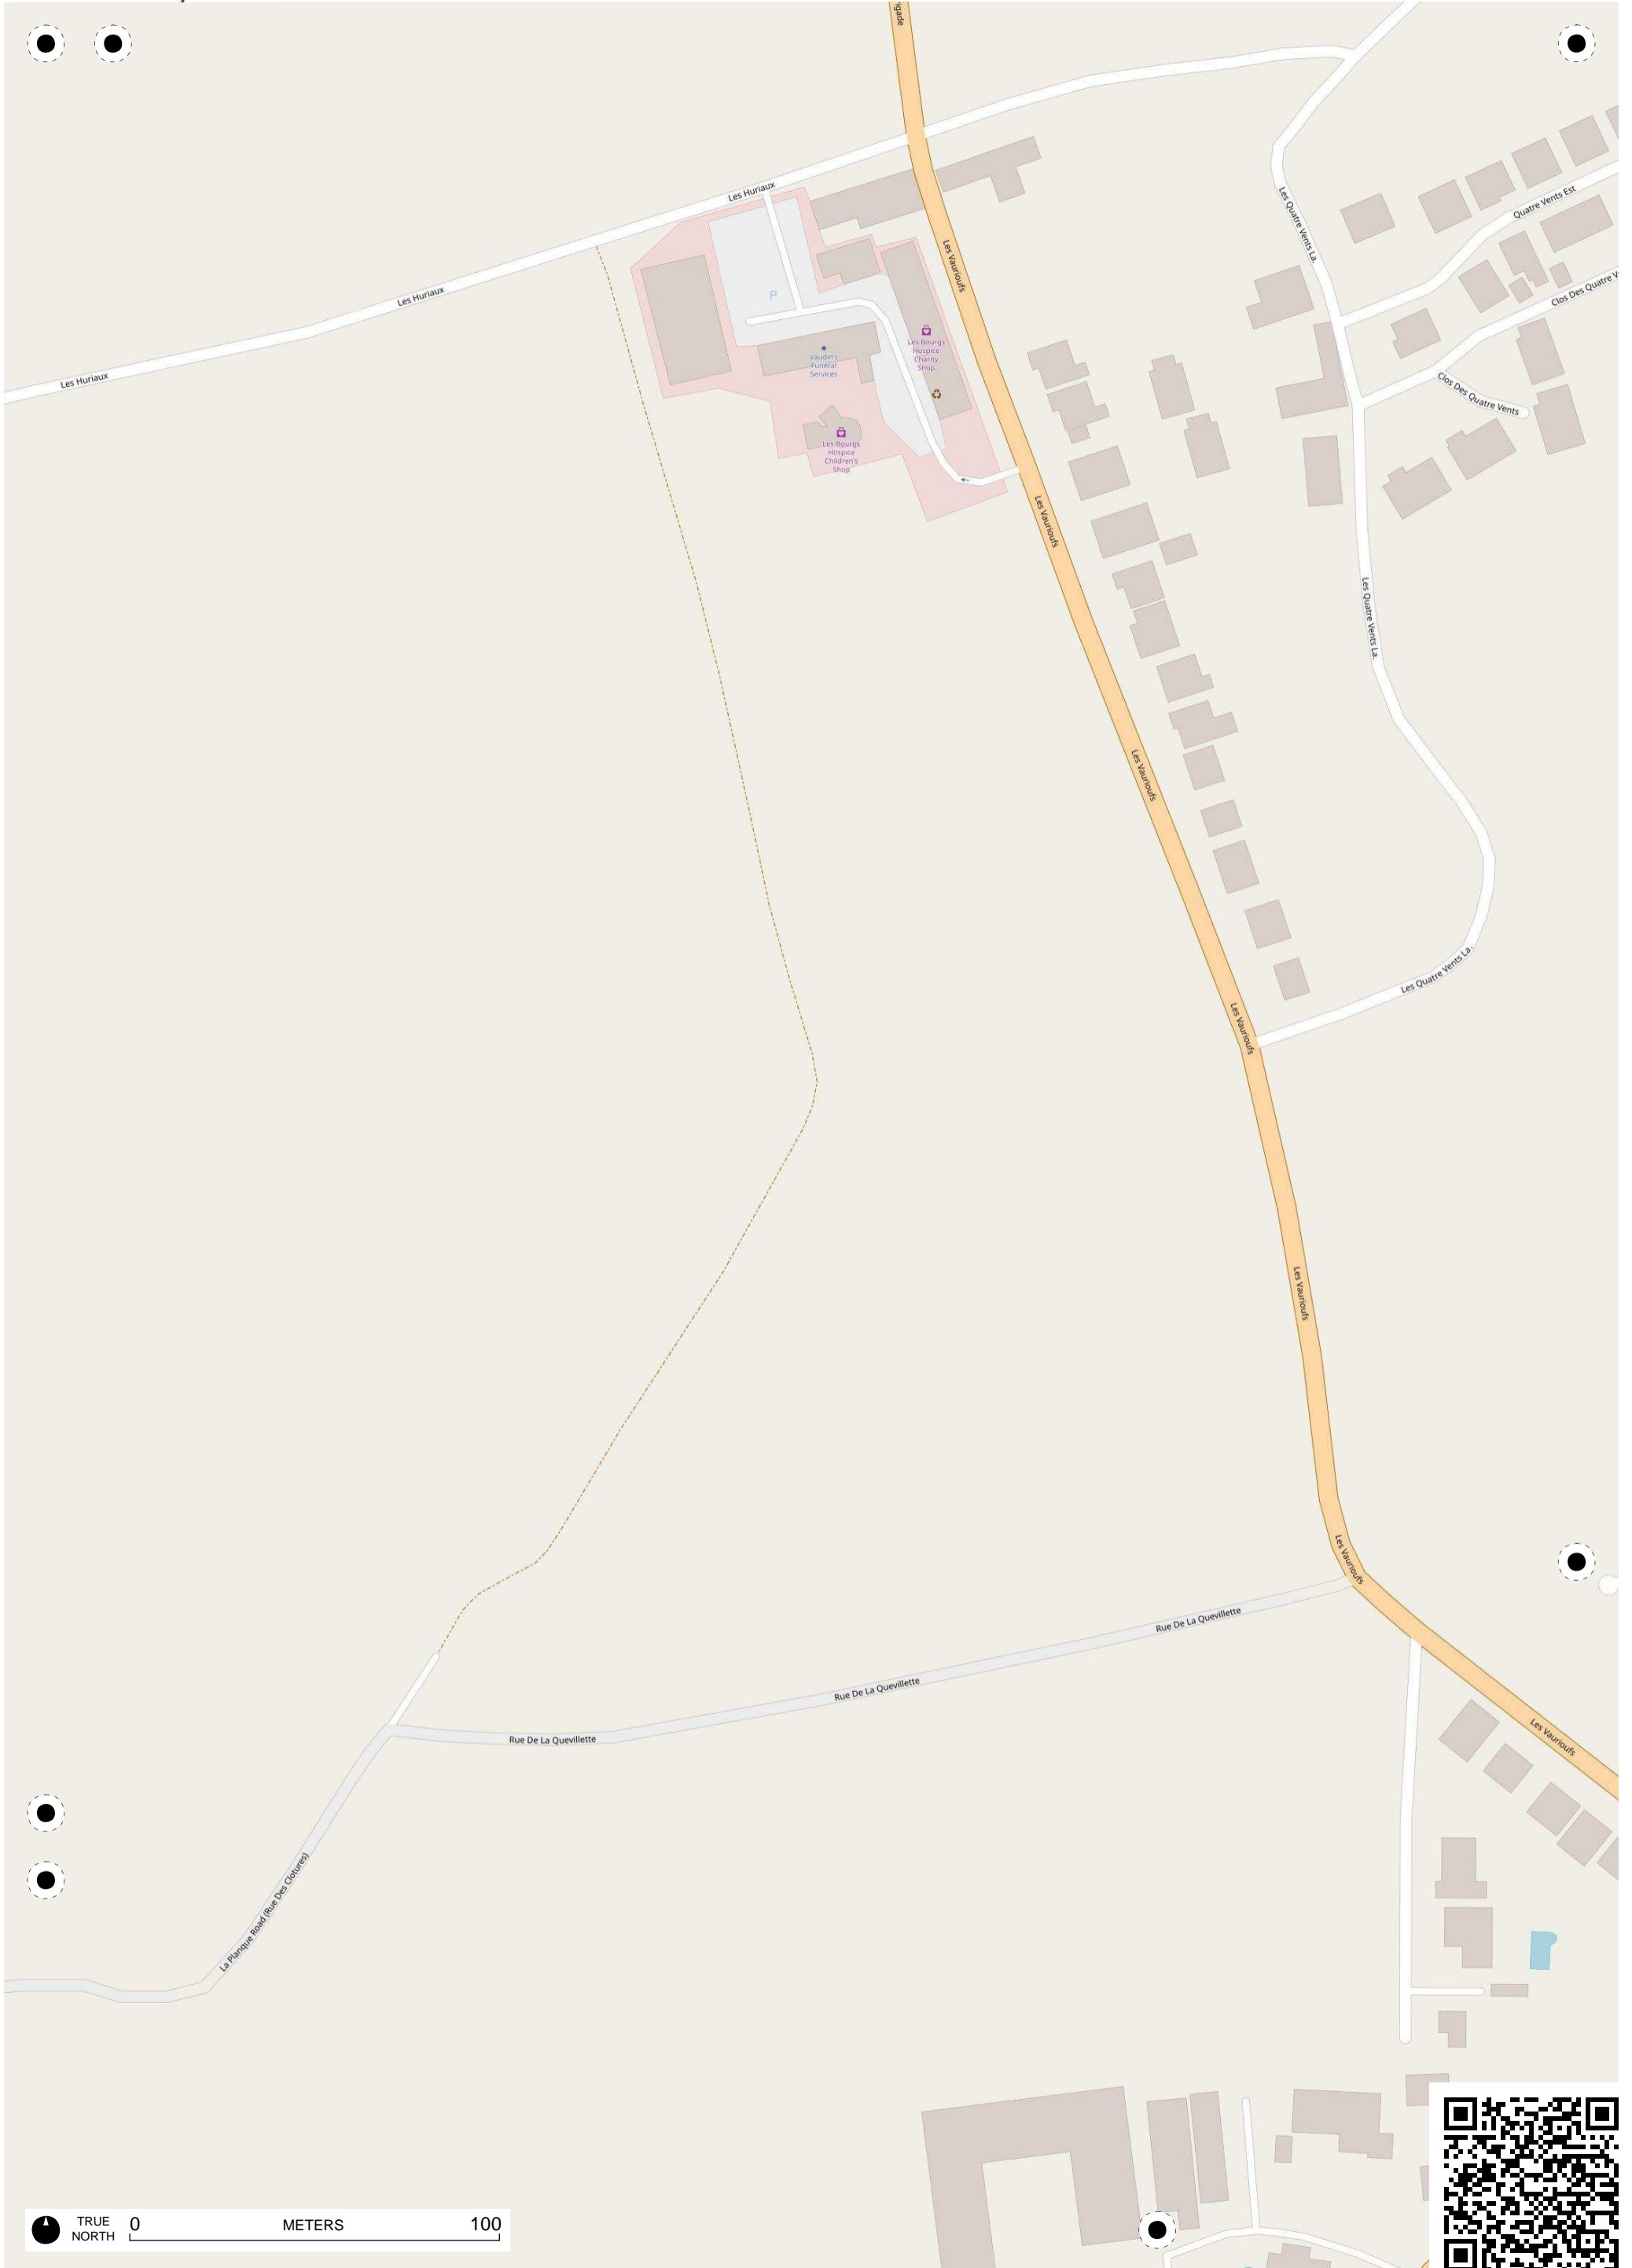 Les Huriaux
Quatre Vents Est
Les Quatre Vents La.
Les Vaurioufs
Les Huriaux
P
Clos Des Quatre V
Les Bourgs
Hospice
Charity
Shop
Vaudin's
Funeral
Services
Les Huriaux
Clos Des Quatre Vents
Les Bourgs
Hospice
Children's
Shop
Les Vaurioufs
Les Quatre Vents La.
Les Vaurioufs
Les Quatre Vents La.
Les Vaurioufs
Les Vaurioufs
Les Vaurioufs
Rue De La Quevillette
Rue De La Quevillette
Rue De La Quevillette
Les Vaurioufs
La Planque Road (Rue Des Clotures)
TRUE
NORTH
0 METERS 100